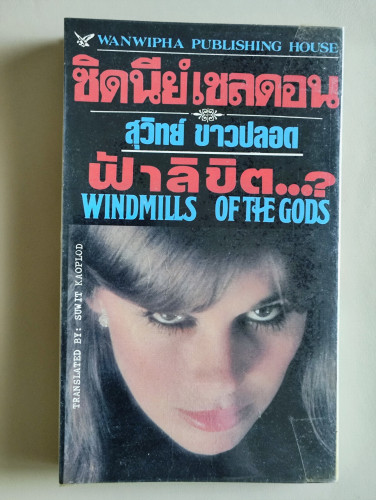 WANWIPHA PUBLISHING HOUSE
ซิดนีย์ เชลดอน
สุวิทย์ ขาวปลอด
ฟ้าลิขิต...?
WINDMILLS OF THE GODS
TRANSLATED BY: SUWIT KAOPLOD